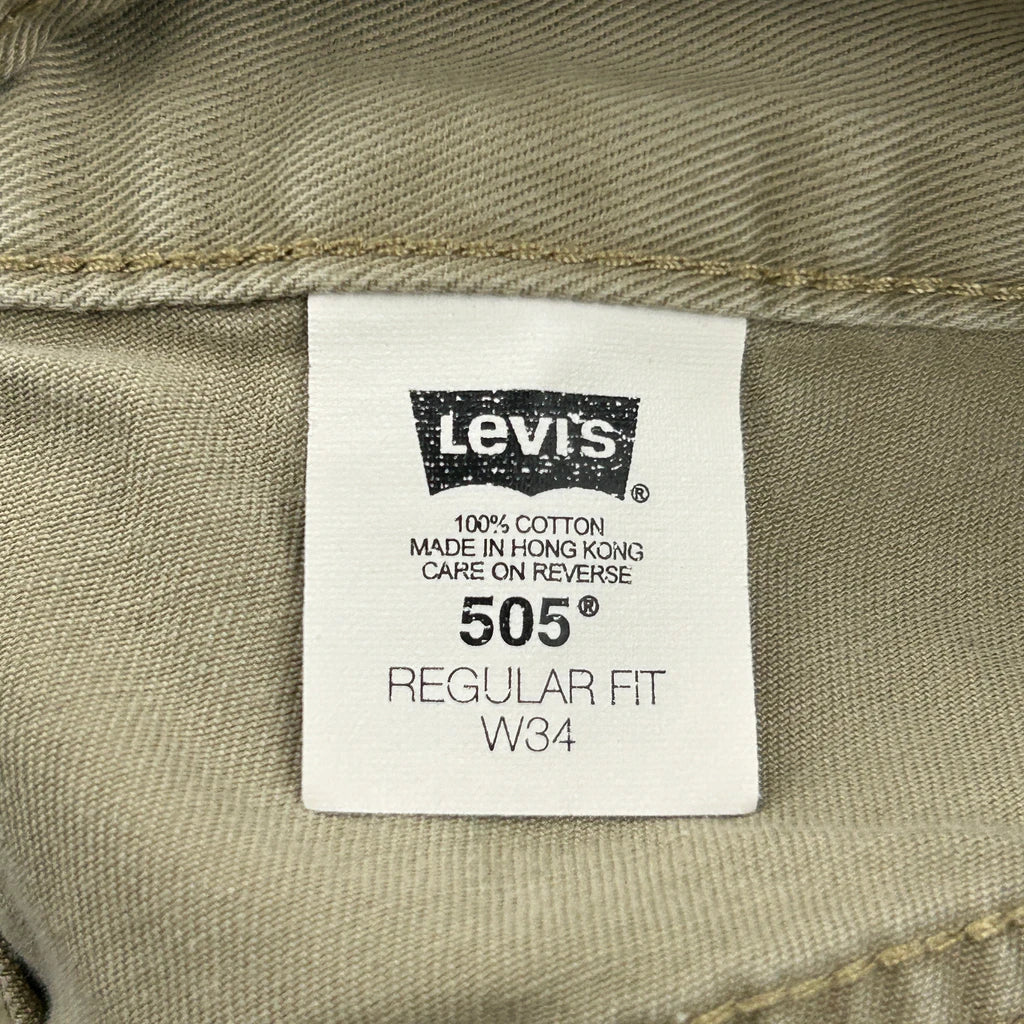 Levi's
®
100% COTTON
MADE IN HONG KONG
CARE ON REVERSE
505®
REGULAR FIT
W34